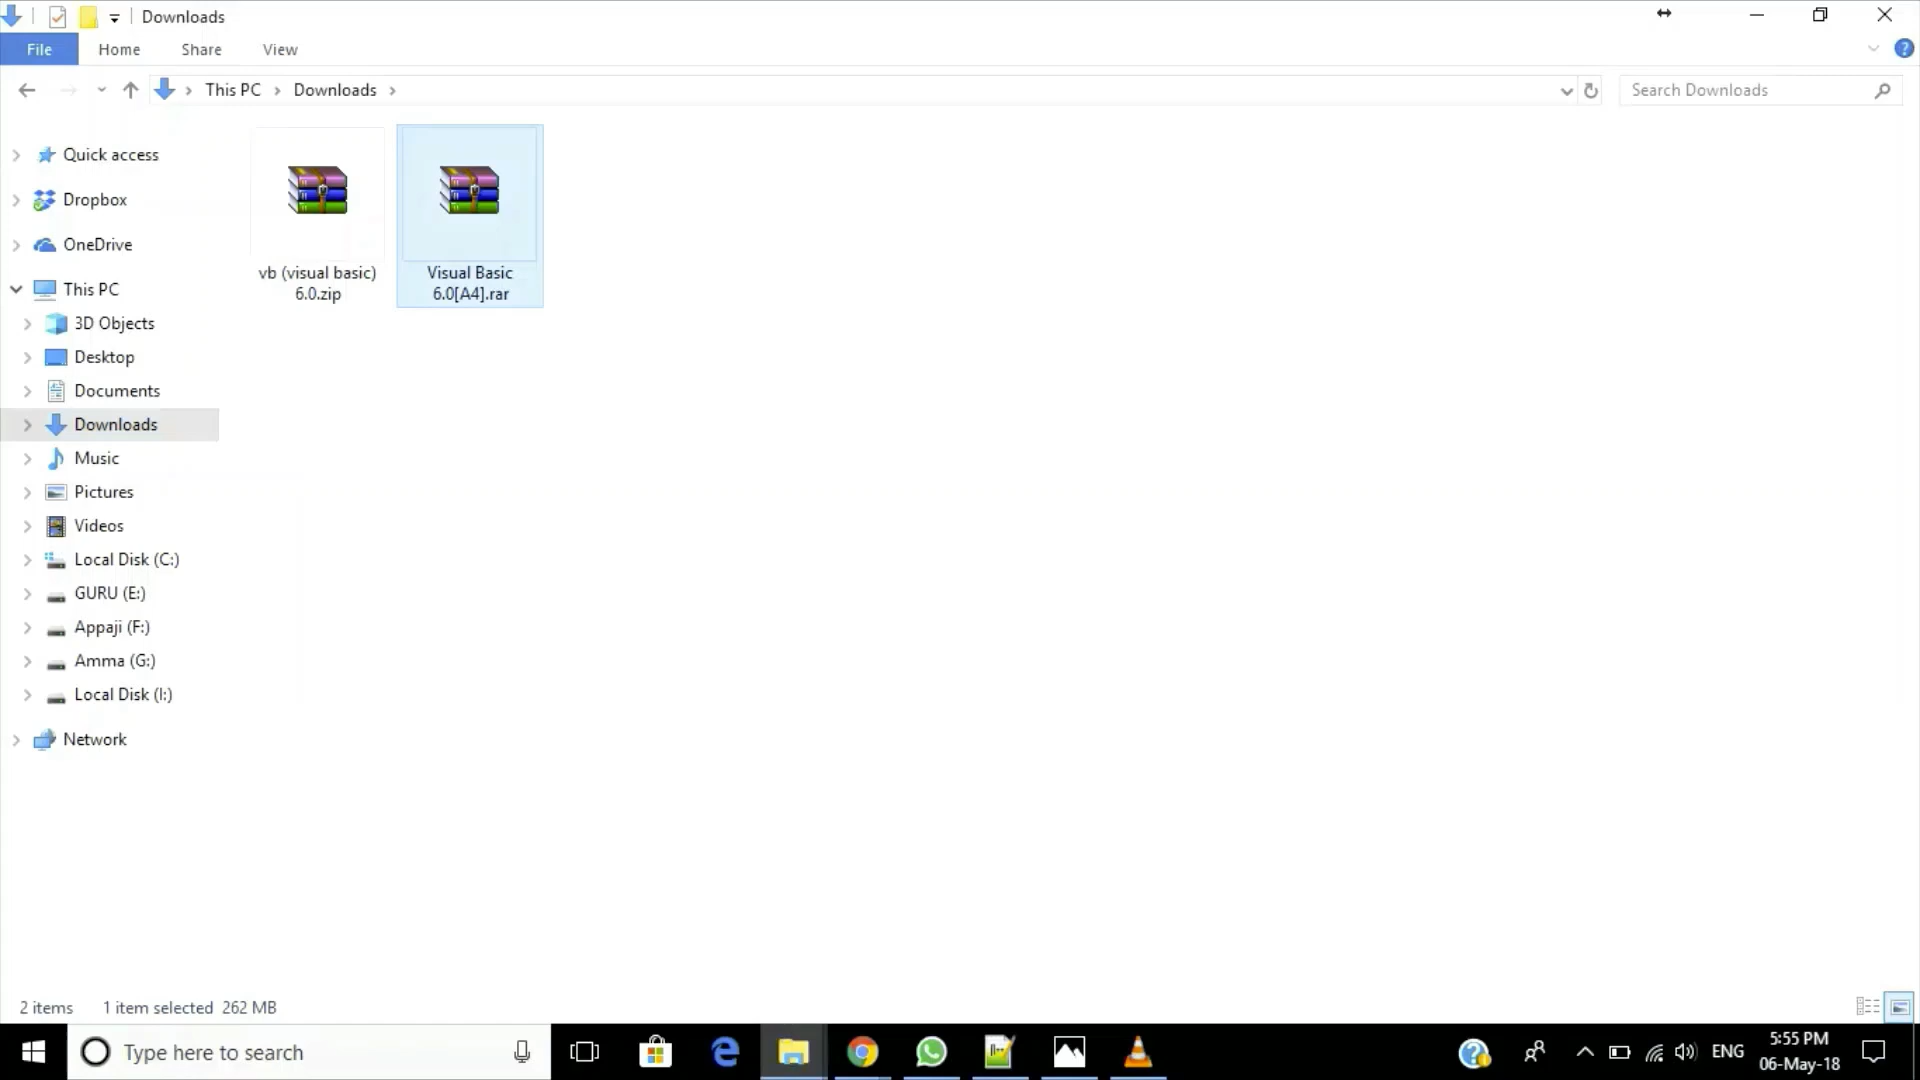 Downloads
File Home Share View
This PC Downloads
Search Downloads
Quick access
Dropbox
OneDrive
This PC
3D Objects
Desktop
Documents
Downloads
Music
Pictures
Videos
Local Disk (C:)
GURU (E:)
Appaji (F:)
Amma (G:)
Local Disk (I:)
Network
vb (visual basic)
6.0.zip
Visual Basic
6.0[A4].rar
2 items 1 item selected 262 MB
Type here to search
ENG
5:55 PM
06-May-18